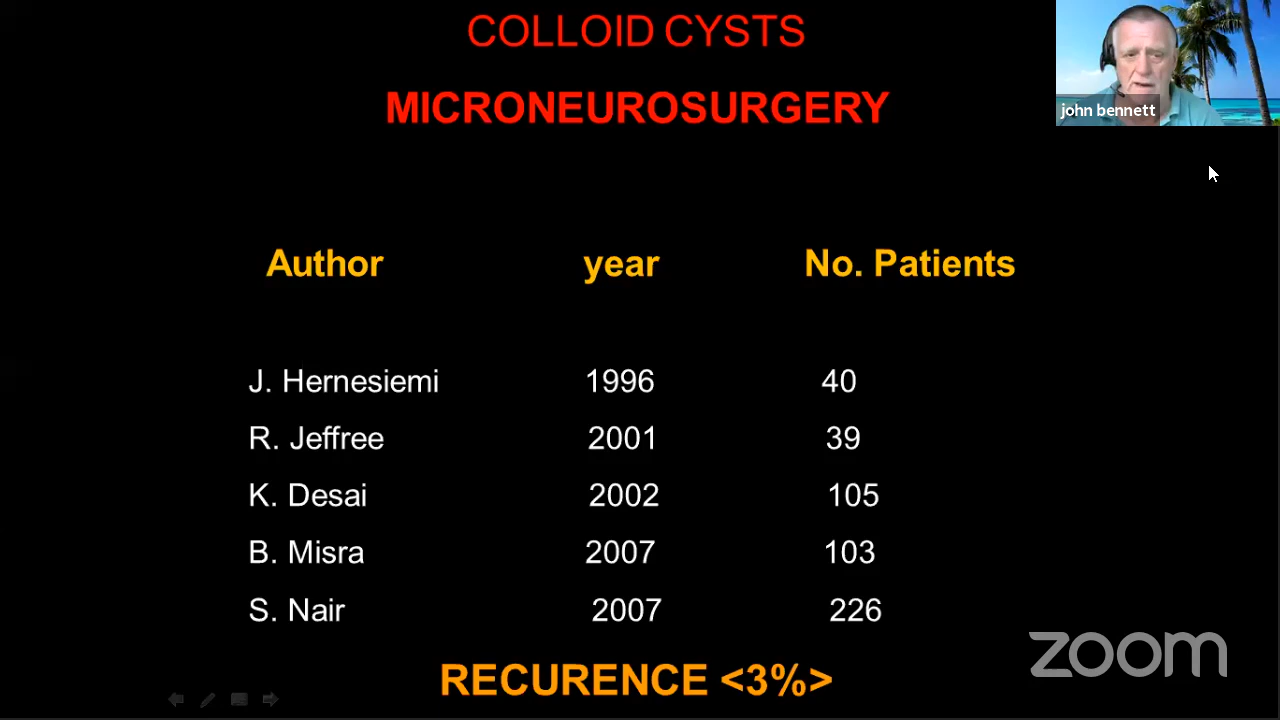 COLLOID CYSTS
john bennett
MICRONEUROSURGERY
Author year No. Patients
J. Hernesiemi 1996 40
R. Jeffree 2001 39
K. Desai 2002 105
B. Misra 2007 103
S. Nair 2007 226
zoom
RECURENCE <3%>